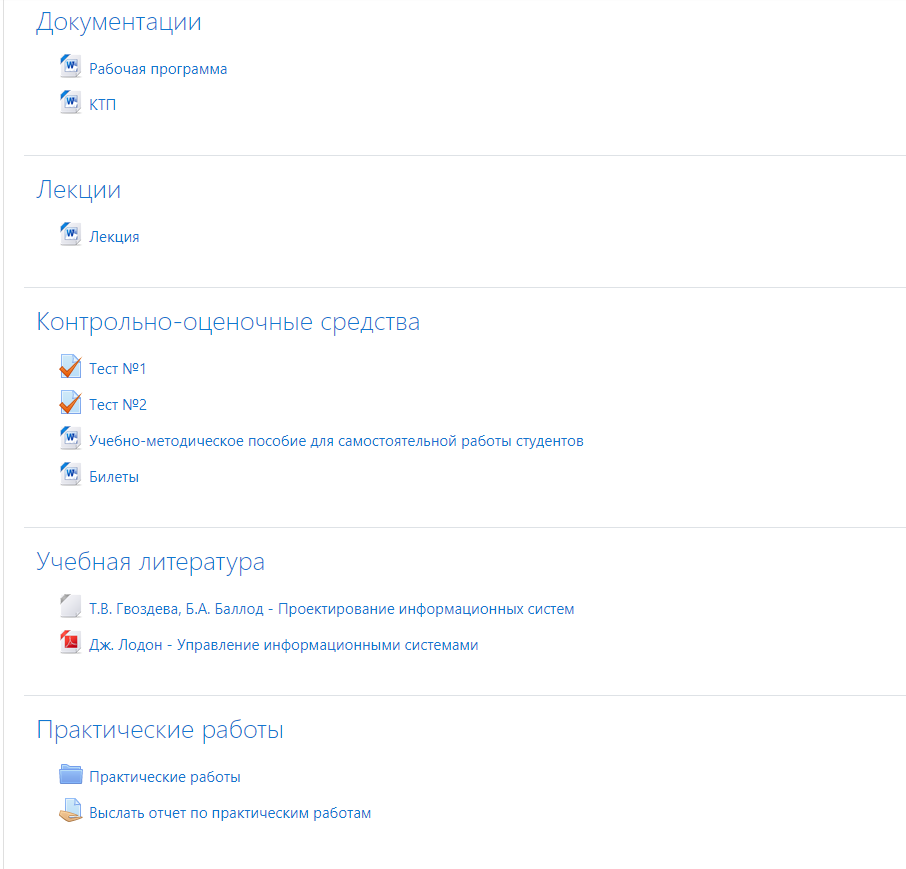 Документации
Рабочая программа
КТП
Лекции
Лекция
Контрольно-оценочные средства
Тест №1
Тест №2
Учебно-методическое пособие для самостоятельной работы студентов
Билеты
Учебная литература
Т.В. Гвоздева, Б.А. Баллод - Проектирование информационных систем
Дж. Лодон - Управление информационными системами
Практические работы
Практические работы
Выслать отчет по практическим работам